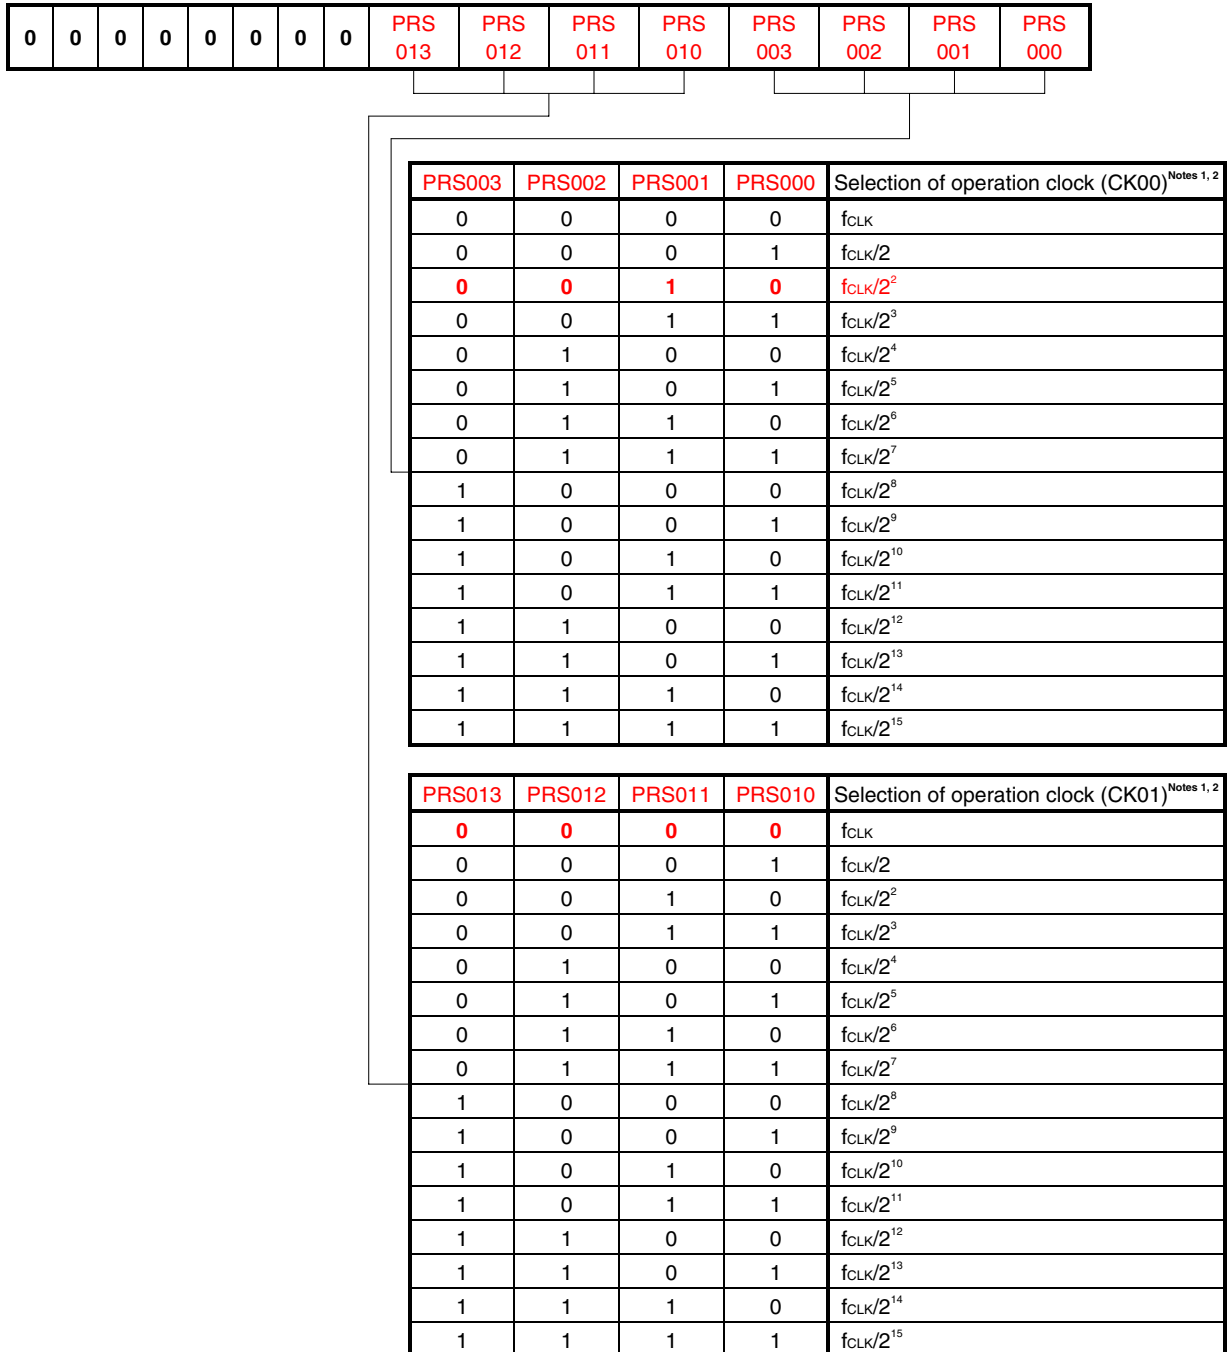 0 0 0 0 0 0 0 0 PRS 013 PRS 012 PRS 011 PRS 010 PRS 003 PRS 002 PRS 001 PRS 000
PRS003 PRS002 PRS001 PRS000 Selection of operation clock (CK00) Notes 1, 2
0 0 0 0 fCLK
0 0 0 1 fCLK/2
0 0 1 0 fCLK/2²
0 0 1 1 fCLK/2³
0 1 0 0 fCLK/2⁴
0 1 0 1 fCLK/2⁵
0 1 1 0 fCLK/2⁶
0 1 1 1 fCLK/2⁷
1 0 0 0 fCLK/2⁸
1 0 0 1 fCLK/2⁹
1 0 1 0 fCLK/2¹⁰
1 0 1 1 fCLK/2¹¹
1 1 0 0 fCLK/2¹²
1 1 0 1 fCLK/2¹³
1 1 1 0 fCLK/2¹⁴
1 1 1 1 fCLK/2¹⁵
PRS013 PRS012 PRS011 PRS010 Selection of operation clock (CK01) Notes 1, 2
0 0 0 0 fCLK
0 0 0 1 fCLK/2
0 0 1 0 fCLK/2²
0 0 1 1 fCLK/2³
0 1 0 0 fCLK/2⁴
0 1 0 1 fCLK/2⁵
0 1 1 0 fCLK/2⁶
0 1 1 1 fCLK/2⁷
1 0 0 0 fCLK/2⁸
1 0 0 1 fCLK/2⁹
1 0 1 0 fCLK/2¹⁰
1 0 1 1 fCLK/2¹¹
1 1 0 0 fCLK/2¹²
1 1 0 1 fCLK/2¹³
1 1 1 0 fCLK/2¹⁴
1 1 1 1 fCLK/2¹⁵